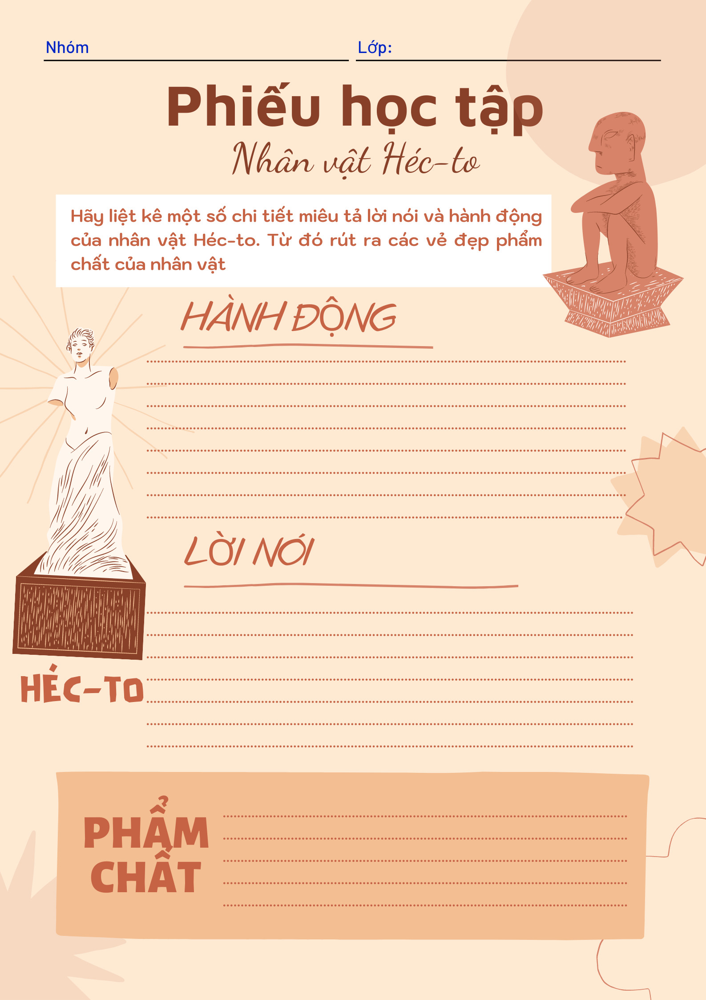 Nhóm
Lớp:
Phiếu học tập
Nhân vật Héc-to
Hãy liệt kê một số chi tiết miêu tả lời nói và hành động
của nhân vật Héc-to. Từ đó rút ra các vẻ đẹp phẩm
chất của nhân vật
HÀNH ĐỘNG
LỜI NÓI
HÉC-TO
PHẨM
CHẤT